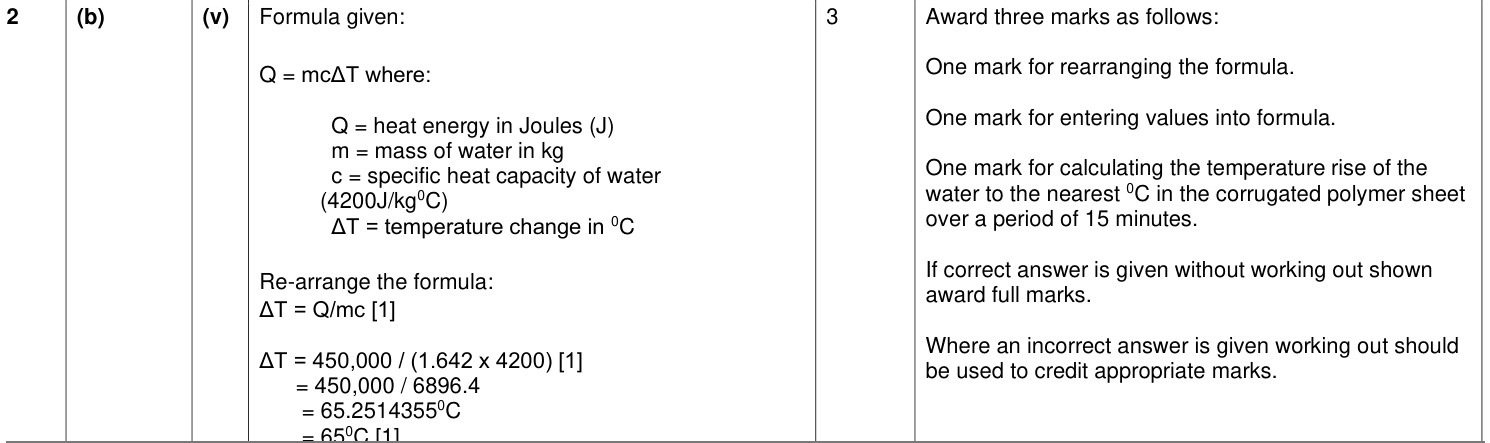 2 (b) (v) Formula given: 3 Award three marks as follows:
Q = mcΔT where:
Q = heat energy in Joules (J)
m = mass of water in kg
c = specific heat capacity of water
(4200J/kg⁰C)
ΔT = temperature change in ⁰C
Re-arrange the formula:
ΔT = Q/mc [1]
ΔT = 450,000 / (1.642 x 4200) [1]
= 450,000 / 6896.4
= 65.2514355⁰C
= 65⁰C [1]
One mark for rearranging the formula.
One mark for entering values into formula.
One mark for calculating the temperature rise of the
water to the nearest ⁰C in the corrugated polymer sheet
over a period of 15 minutes.
If correct answer is given without working out shown
award full marks.
Where an incorrect answer is given working out should
be used to credit appropriate marks.